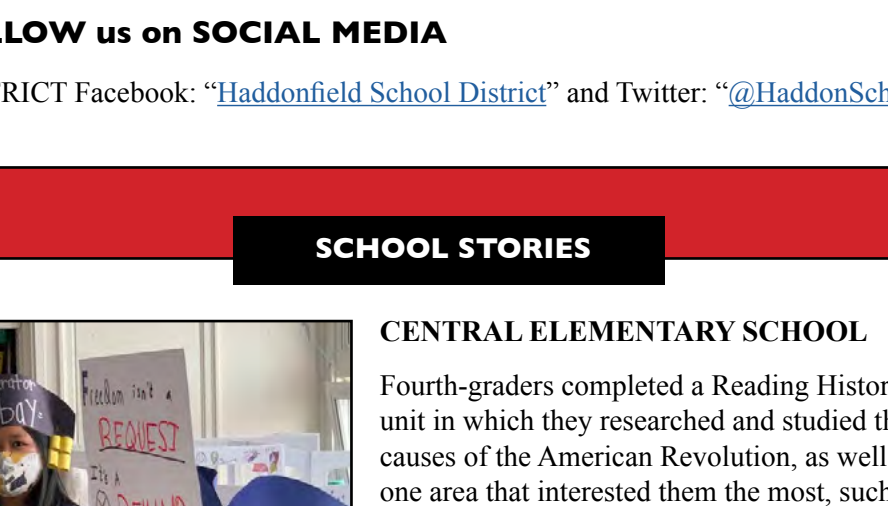 LLOW us on SOCIAL MEDIA
RICT Facebook: “Haddonfield School District” and Twitter: “@HaddonSch
SCHOOL STORIES
CENTRAL ELEMENTARY SCHOOL
Fourth-graders completed a Reading Histor
unit in which they researched and studied th
causes of the American Revolution, as well
one area that interested them the most, such
Freedom isn't a
REQUEST
It's A
DEMAND